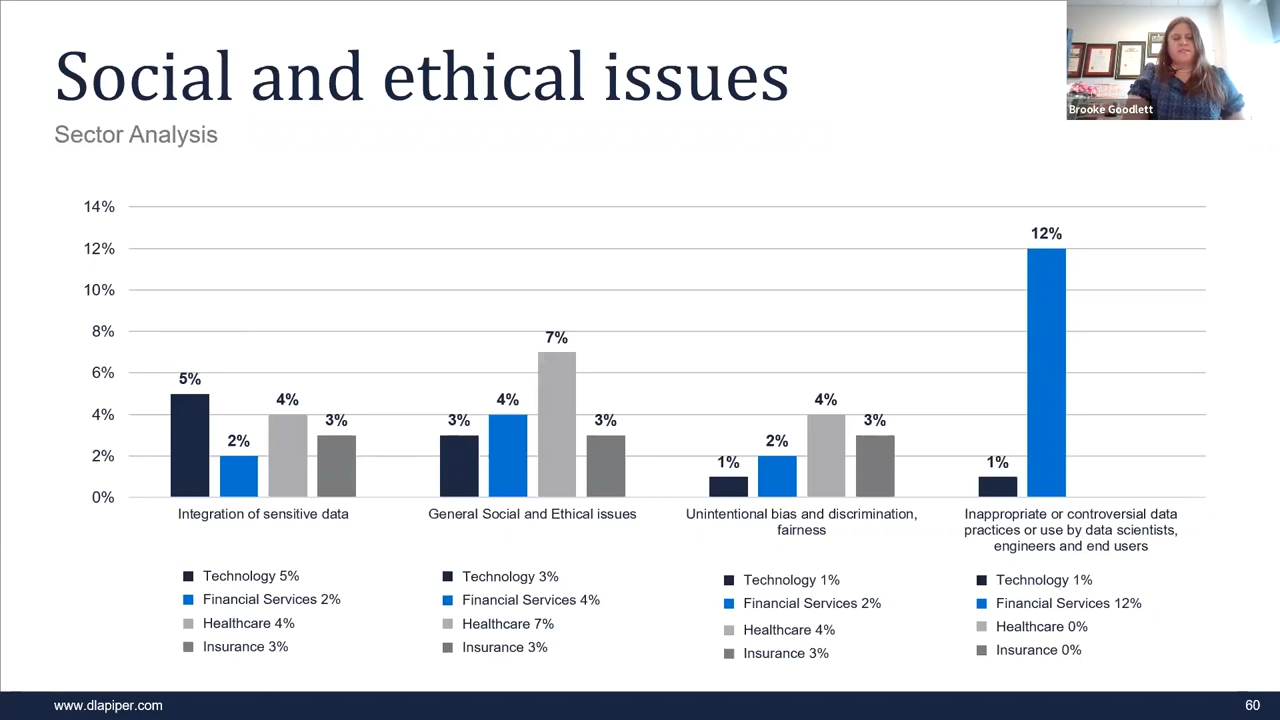 Social and ethical issues
Sector Analysis
Brooke Goodlett
14%
12%
10%
8%
6%
4%
2%
0%
5%
2%
4%
3%
3%
4%
7%
3%
1%
2%
4%
3%
1%
12%
Integration of sensitive data
General Social and Ethical issues
Unintentional bias and discrimination,
fairness
Inappropriate or controversial data
practices or use by data scientists,
engineers and end users
Technology 5%
Financial Services 2%
Healthcare 4%
Insurance 3%
Technology 3%
Financial Services 4%
Healthcare 7%
Insurance 3%
Technology 1%
Financial Services 2%
Healthcare 4%
Insurance 3%
Technology 1%
Financial Services 12%
Healthcare 0%
Insurance 0%
www.dlapiper.com
60